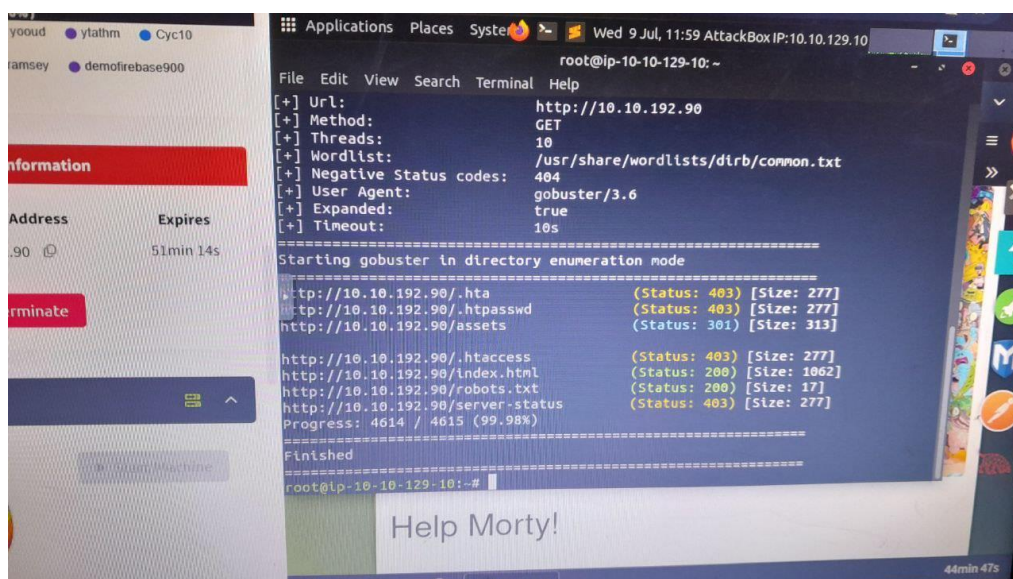 yooud ytathm Cyc10
ramsey demofirebase900
nformation
Address Expires
.90 51min 14s
erminate
Start Machine
Applications Places System Wed 9 Jul, 11:59 AttackBox IP:10.10.129.10
root@ip-10-10-129-10: ~
File Edit View Search Terminal Help
[+] Url: http://10.10.192.90
[+] Method: GET
[+] Threads: 10
[+] Wordlist: /usr/share/wordlists/dirb/common.txt
[+] Negative Status codes: 404
[+] User Agent: gobuster/3.6
[+] Expanded: true
[+] Timeout: 10s
===============================================================
Starting gobuster in directory enumeration mode
===============================================================
http://10.10.192.90/.hta (Status: 403) [Size: 277]
http://10.10.192.90/.htpasswd (Status: 403) [Size: 277]
http://10.10.192.90/assets (Status: 301) [Size: 313]
http://10.10.192.90/.htaccess (Status: 403) [Size: 277]
http://10.10.192.90/index.html (Status: 200) [Size: 1062]
http://10.10.192.90/robots.txt (Status: 200) [Size: 17]
http://10.10.192.90/server-status (Status: 403) [Size: 277]
Progress: 4614 / 4615 (99.98%)
===============================================================
Finished
===============================================================
root@ip-10-10-129-10:~#
Help Morty!
44min 47s